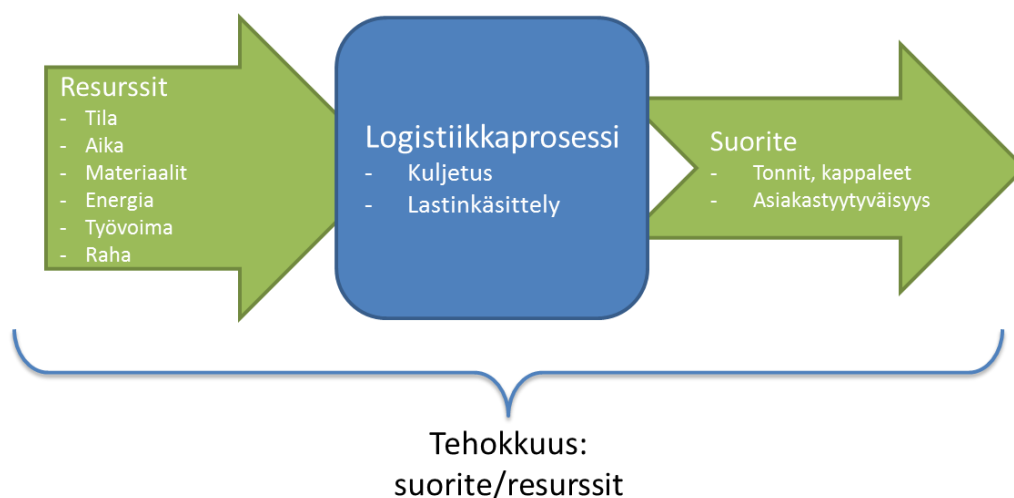 Resurssit
- Tila
- Aika
- Materiaalit
- Energia
- Työvoima
- Raha
Logistiikkaprosessi
- Kuljetus
- Lastinkäsittely
Suorite
- Tonnit, kappaleet
- Asiakastyytyväisyys
Tehokkuus:
suorite/resurssit